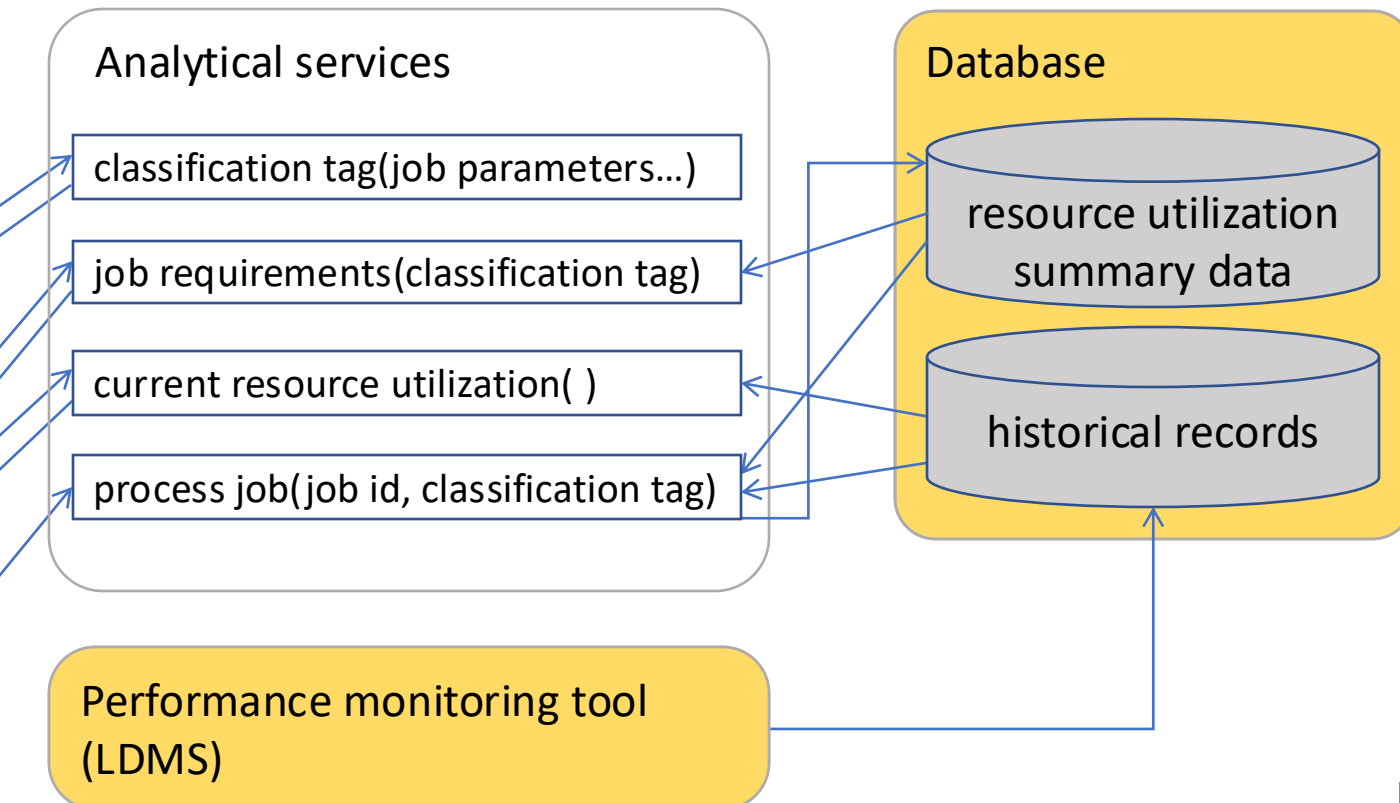 Analytical services
classification tag(job parameters…)
job requirements(classification tag)
current resource utilization( )
process job(job id, classification tag)
Database
resource utilization
summary data
historical records
Performance monitoring tool
(LDMS)